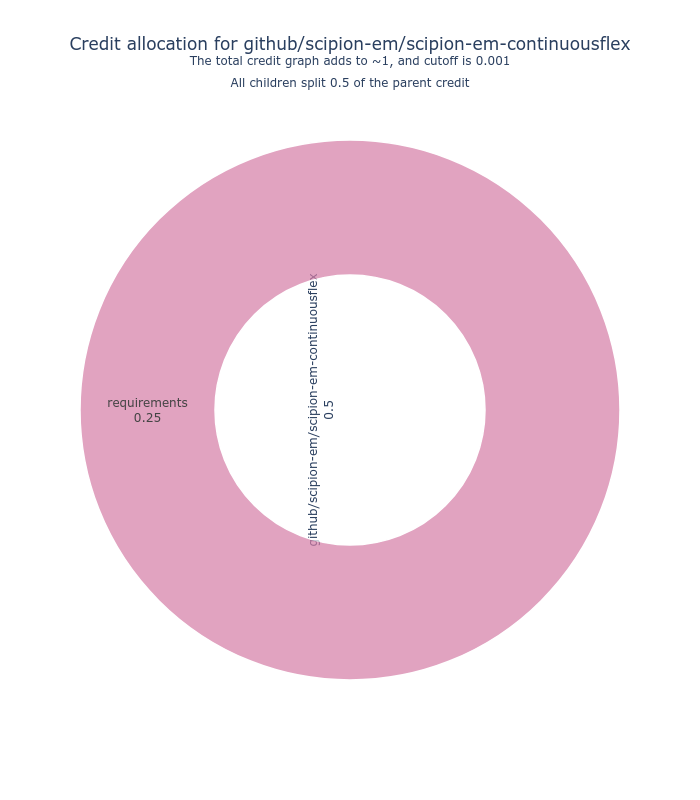 Credit allocation for github/scipion-em/scipion-em-continuousflex
The total credit graph adds to ~1, and cutoff is 0.001
All children split 0.5 of the parent credit
requirements
0.25
github/scipion-em/scipion-em-continuousflex
0.5